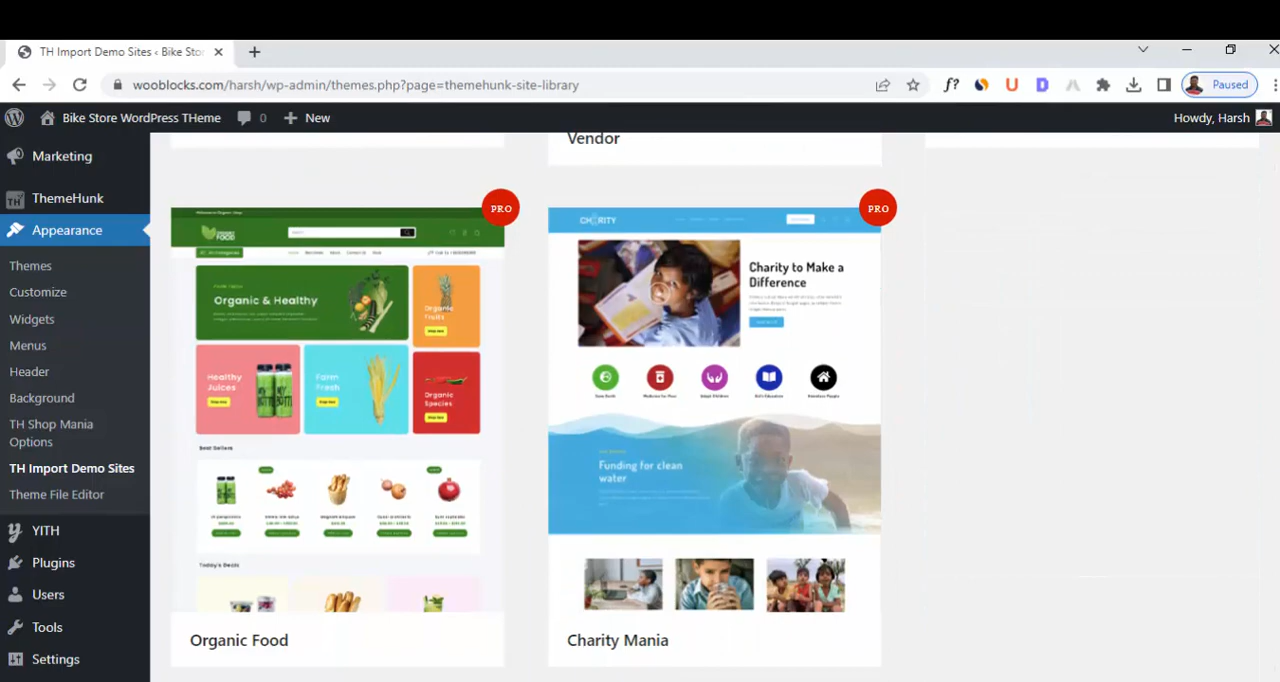 TH Import Demo Sites ‹ Bike Sto
wooblocks.com/harsh/wp-admin/themes.php?page=themehunk-site-library
f?
U
D
Paused
Bike Store WordPress THeme
0
New
Howdy, Harsh
Marketing
TH
ThemeHunk
Appearance
Themes
Customize
Widgets
Menus
Header
Background
TH Shop Mania
Options
TH Import Demo Sites
Theme File Editor
YITH
Plugins
Users
Tools
Settings
Vendor
PRO
FOOD
Organic & Healthy
Organic
Fruits
Healthy
Juices
Farm
Fresh
Organic
Species
Best Sellers
Today's Deals
Organic Food
PRO
CHARITY
Charity to Make a
Difference
Funding for clean
water
Charity Mania